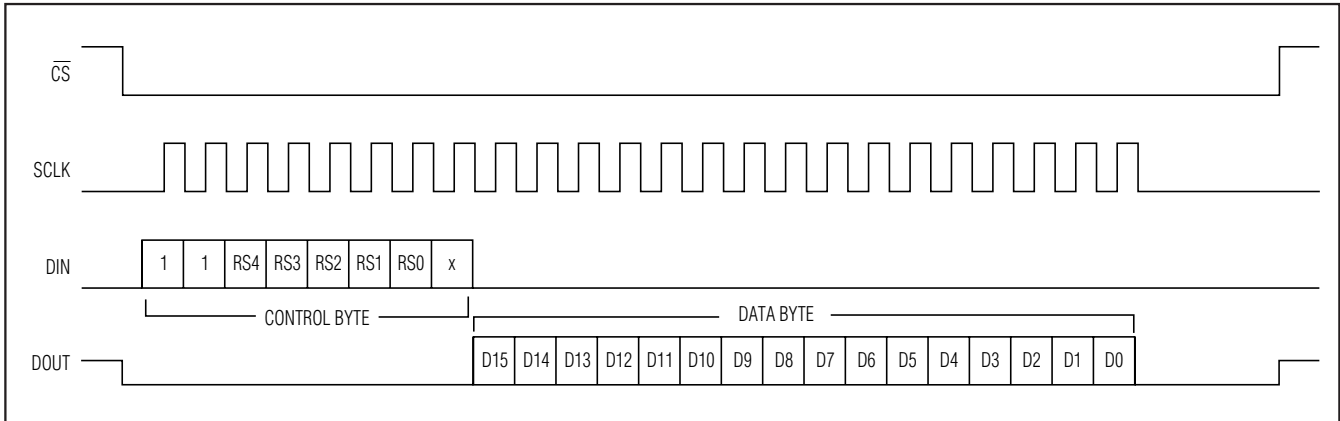 C̅S̅
SCLK
DIN
1 1 RS4 RS3 RS2 RS1 RS0 x
CONTROL BYTE
DATA BYTE
DOUT
D15 D14 D13 D12 D11 D10 D9 D8 D7 D6 D5 D4 D3 D2 D1 D0